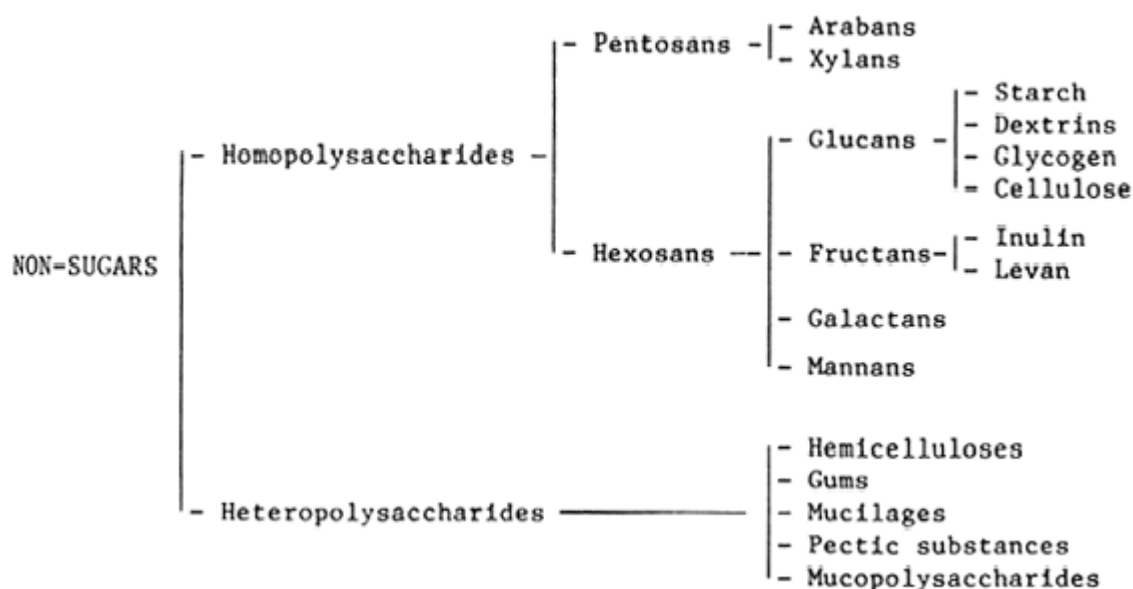 Arabans
Pentosans
Xylans
Starch
Dextrins
Glucans
Homopolysaccharides
Glycogen
Cellulose
Inulin
Hexosans
Fructans
NON=SUGARS
Levan
Galactans
Mannans
Hemicelluloses
Gums
Heteropolysaccharides
Mucilages
Pectic substances
Mucopolysaccharides